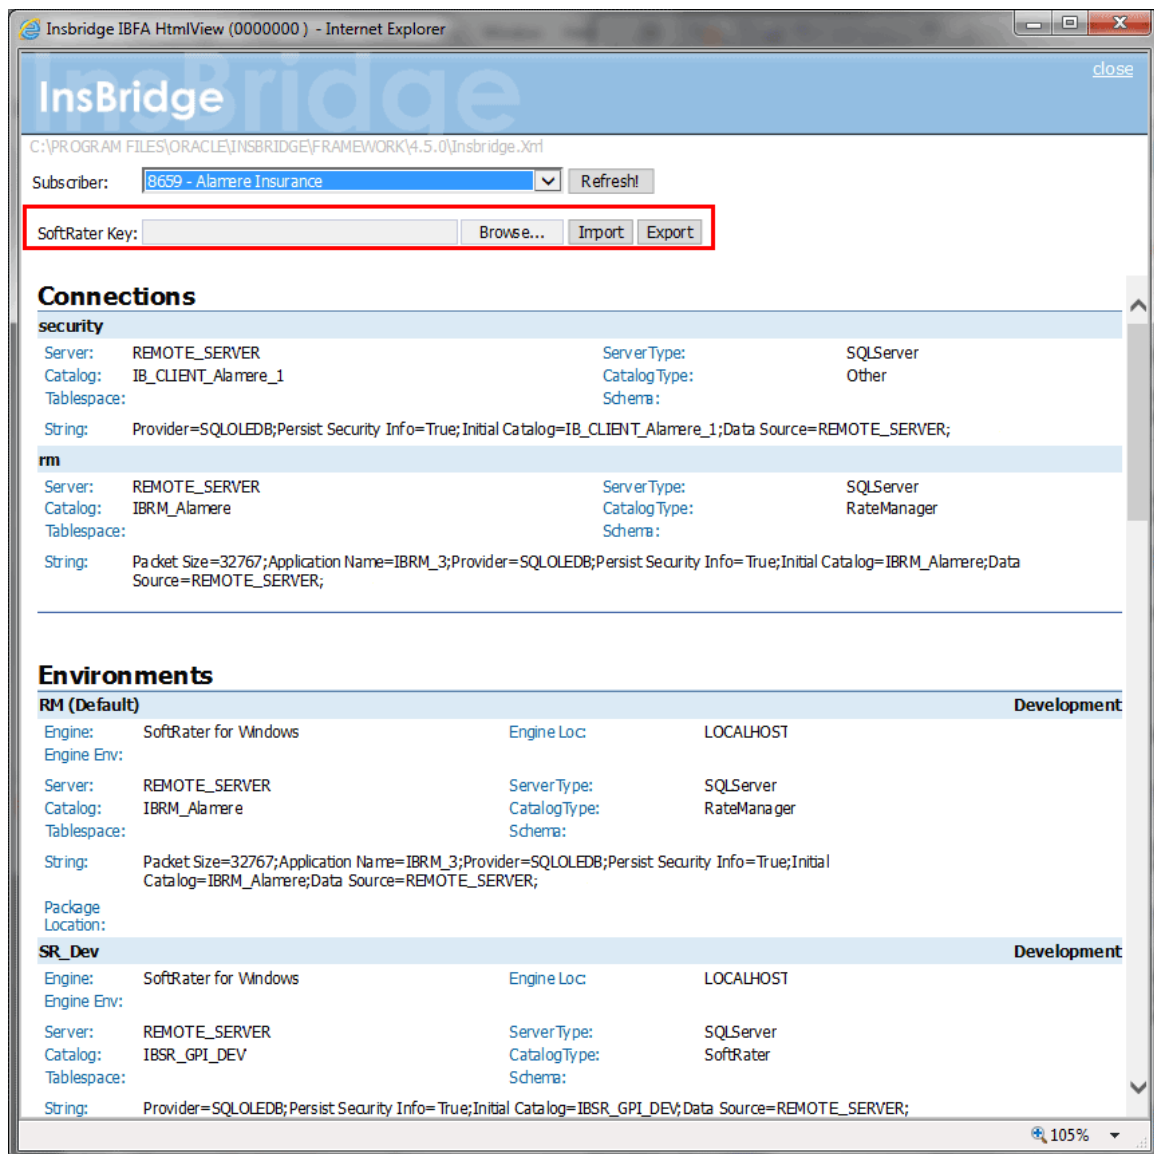 Insbridge IBFA HtmlView (0000000 ) - Internet Explorer
close
InsBridge
C:\PROGRAM FILES\ORACLE\INSBRIDGE\FRAMEWORK\4.5.0\Insbridge.Xml
Subscriber: 8659 - Alamere Insurance Refresh!
SoftRater Key: Browse... Import Export
Connections
security
Server: REMOTE_SERVER ServerType: SQLServer
Catalog: IB_CLIENT_Alamere_1 CatalogType: Other
Tablespace: Schema:
String: Provider=SQLOLEDB;Persist Security Info=True;Initial Catalog=IB_CLIENT_Alamere_1;Data Source=REMOTE_SERVER;
rm
Server: REMOTE_SERVER ServerType: SQLServer
Catalog: IBRM_Alamere CatalogType: RateManager
Tablespace: Schema:
String: Packet Size=32767;Application Name=IBRM_3;Provider=SQLOLEDB;Persist Security Info=True;Initial Catalog=IBRM_Alamere;Data
Source=REMOTE_SERVER;
Environments
RM (Default) Development
Engine: SoftRater for Windows Engine Loc: LOCALHOST
Engine Env:
Server: REMOTE_SERVER ServerType: SQLServer
Catalog: IBRM_Alamere CatalogType: RateManager
Tablespace: Schema:
String: Packet Size=32767;Application Name=IBRM_3;Provider=SQLOLEDB;Persist Security Info=True;Initial
Catalog=IBRM_Alamere;Data Source=REMOTE_SERVER;
Package
Location:
SR_Dev Development
Engine: SoftRater for Windows Engine Loc: LOCALHOST
Engine Env:
Server: REMOTE_SERVER ServerType: SQLServer
Catalog: IBSR_GPI_DEV CatalogType: SoftRater
Tablespace: Schema:
String: Provider=SQLOLEDB;Persist Security Info=True;Initial Catalog=IBSR_GPI_DEV;Data Source=REMOTE_SERVER;
105%